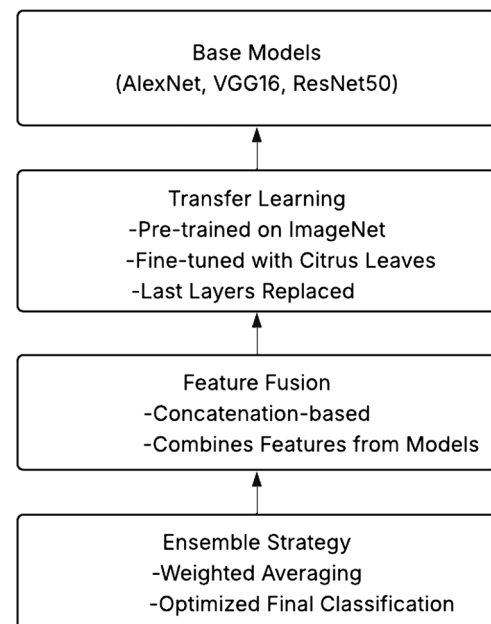 Base Models
(AlexNet, VGG16, ResNet50)
Transfer Learning
-Pre-trained on ImageNet
-Fine-tuned with Citrus Leaves
-Last Layers Replaced
Feature Fusion
-Concatenation-based
-Combines Features from Models
Ensemble Strategy
-Weighted Averaging
-Optimized Final Classification